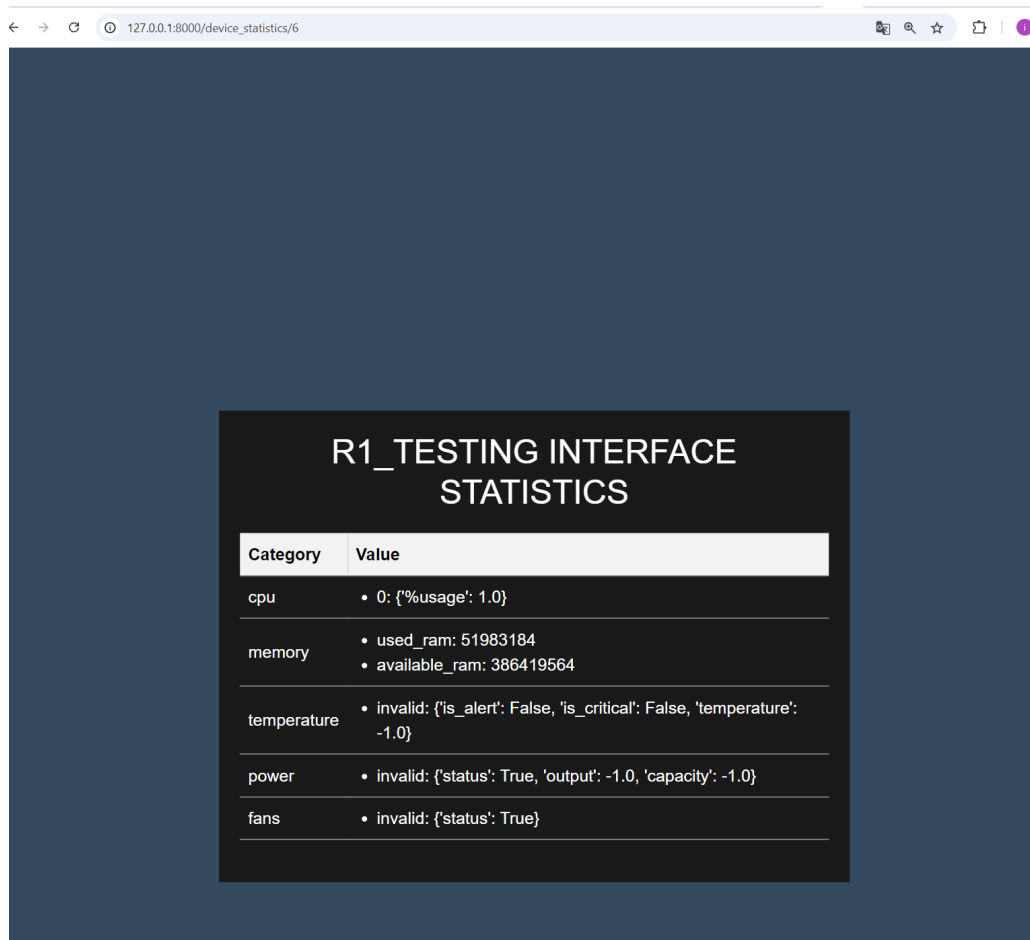 127.0.0.1:8000/device_statistics/6
R1_TESTING INTERFACE
STATISTICS
Category Value
cpu • 0: {'%usage': 1.0}
memory • used_ram: 51983184
• available_ram: 386419564
temperature • invalid: {'is_alert': False, 'is_critical': False, 'temperature':
-1.0}
power • invalid: {'status': True, 'output': -1.0, 'capacity': -1.0}
fans • invalid: {'status': True}